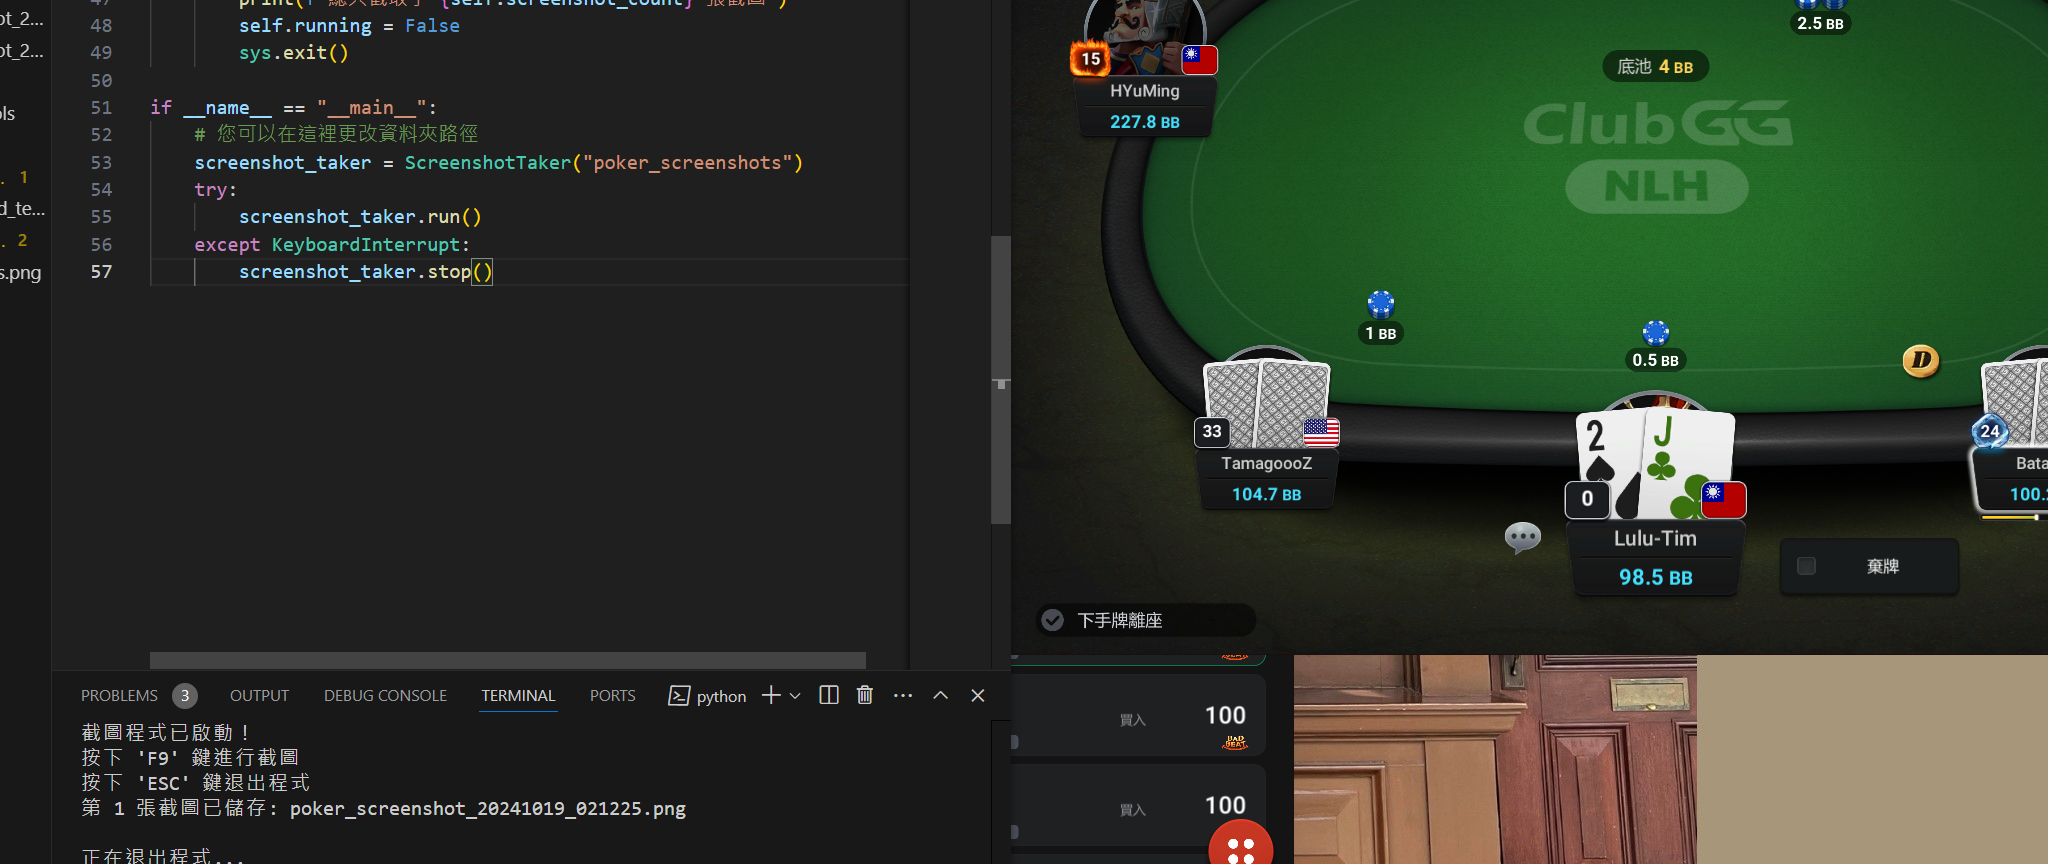 pt_2...
pt_2...
ols
. 1
d_te...
. 2
s.png
48 self.running = False
49 sys.exit()
50
51 if __name__ == "__main__":
52 # 您可以在這裡更改資料夾路徑
53 screenshot_taker = ScreenshotTaker("poker_screenshots")
54 try:
55 screenshot_taker.run()
56 except KeyboardInterrupt:
57 screenshot_taker.stop()
PROBLEMS 3 OUTPUT DEBUG CONSOLE TERMINAL PORTS python
截圖程式已啟動！
按下 'F9' 鍵進行截圖
按下 'ESC' 鍵退出程式
第 1 張截圖已儲存: poker_screenshot_20241019_021225.png
正在退出程式...
2.5 BB
底池 4 BB
ClubGG
NLH
15
HYuMing
227.8 BB
1 BB
0.5 BB
D
33
TamagoooZ
104.7 BB
2 J
0
Lulu-Tim
98.5 BB
24
Bata
100.
棄牌
下手牌離座
買入 100
BAD BEAT
買入 100